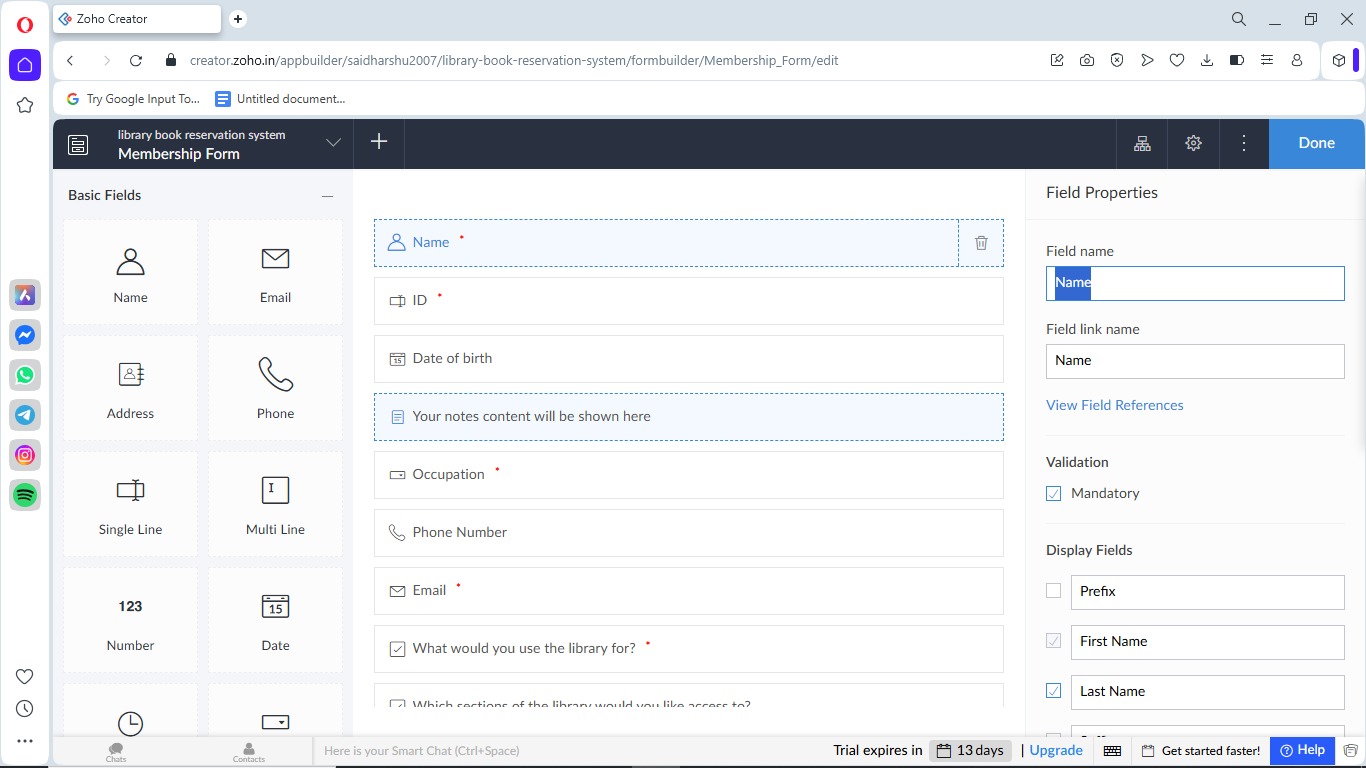 Zoho Creator
creator.zoho.in/appbuilder/saidharshu2007/library-book-reservation-system/formbuilder/Membership_Form/edit
Try Google Input To...
Untitled document...
library book reservation system
Membership Form
Done
Basic Fields
Name
Email
Address
Phone
Single Line
Multi Line
123
Number
15
Date
Name *
ID *
15 Date of birth
Your notes content will be shown here
Occupation *
Phone Number
Email *
What would you use the library for? *
Which sections of the library would you like access to?
Field Properties
Field name
Name
Field link name
Name
View Field References
Validation
Mandatory
Display Fields
Prefix
First Name
Last Name
Chats
Contacts
Here is your Smart Chat (Ctrl+Space)
Trial expires in 13 days | Upgrade
Get started faster!
Help